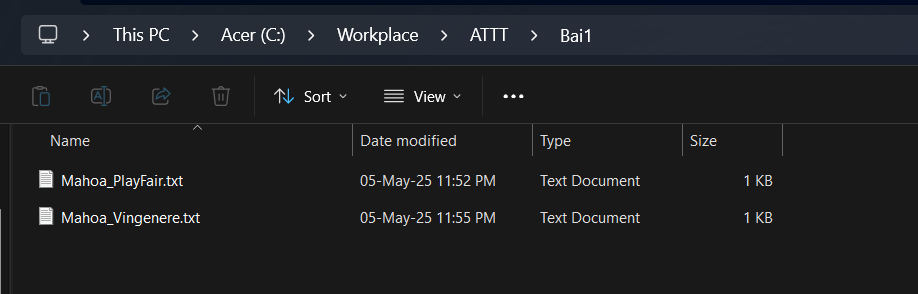 This PC > Acer (C:) > Workplace > ATTT > Bai1
Sort View ...
Name Date modified Type Size
Mahoa_PlayFair.txt 05-May-25 11:52 PM Text Document 1 KB
Mahoa_Vingenere.txt 05-May-25 11:55 PM Text Document 1 KB